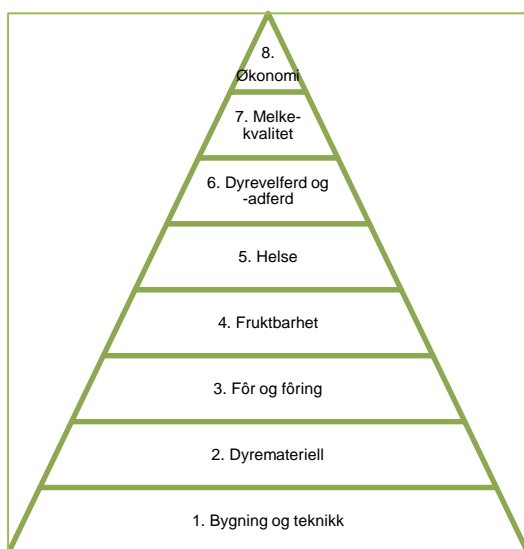 8.
Økonomi
7. Melke-
kvalitet
6. Dyrevelferd og
-adferd
5. Helse
4. Fruktbarhet
3. Fôr og fôring
2. Dyremateriell
1. Bygning og teknikk